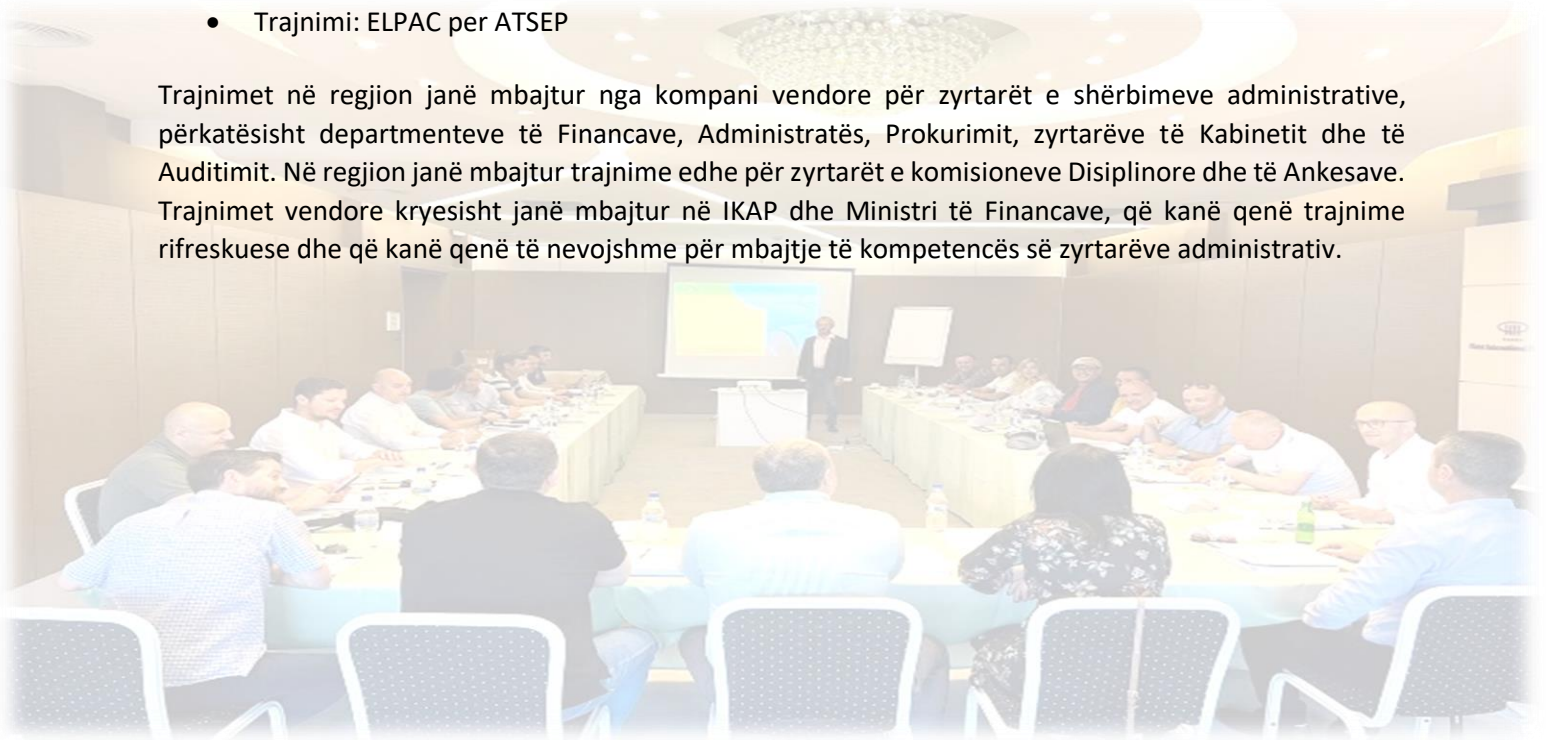 • Trajnimi: ELPAC per ATSEP
Trajnimet në regjion janë mbajtur nga kompani vendore për zyrtarët e shërbimeve administrative,
përkatësisht departmenteve të Financave, Administratës, Prokurimit, zyrtarëve të Kabinetit dhe të
Auditimit. Në regjion janë mbajtur trajnime edhe për zyrtarët e komisioneve Disiplinore dhe të Ankesave.
Trajnimet vendore kryesisht janë mbajtur në IKAP dhe Ministri të Financave, që kanë qenë trajnime
rifreskuese dhe që kanë qenë të nevojshme për mbajtje të kompetencës së zyrtarëve administrativ.